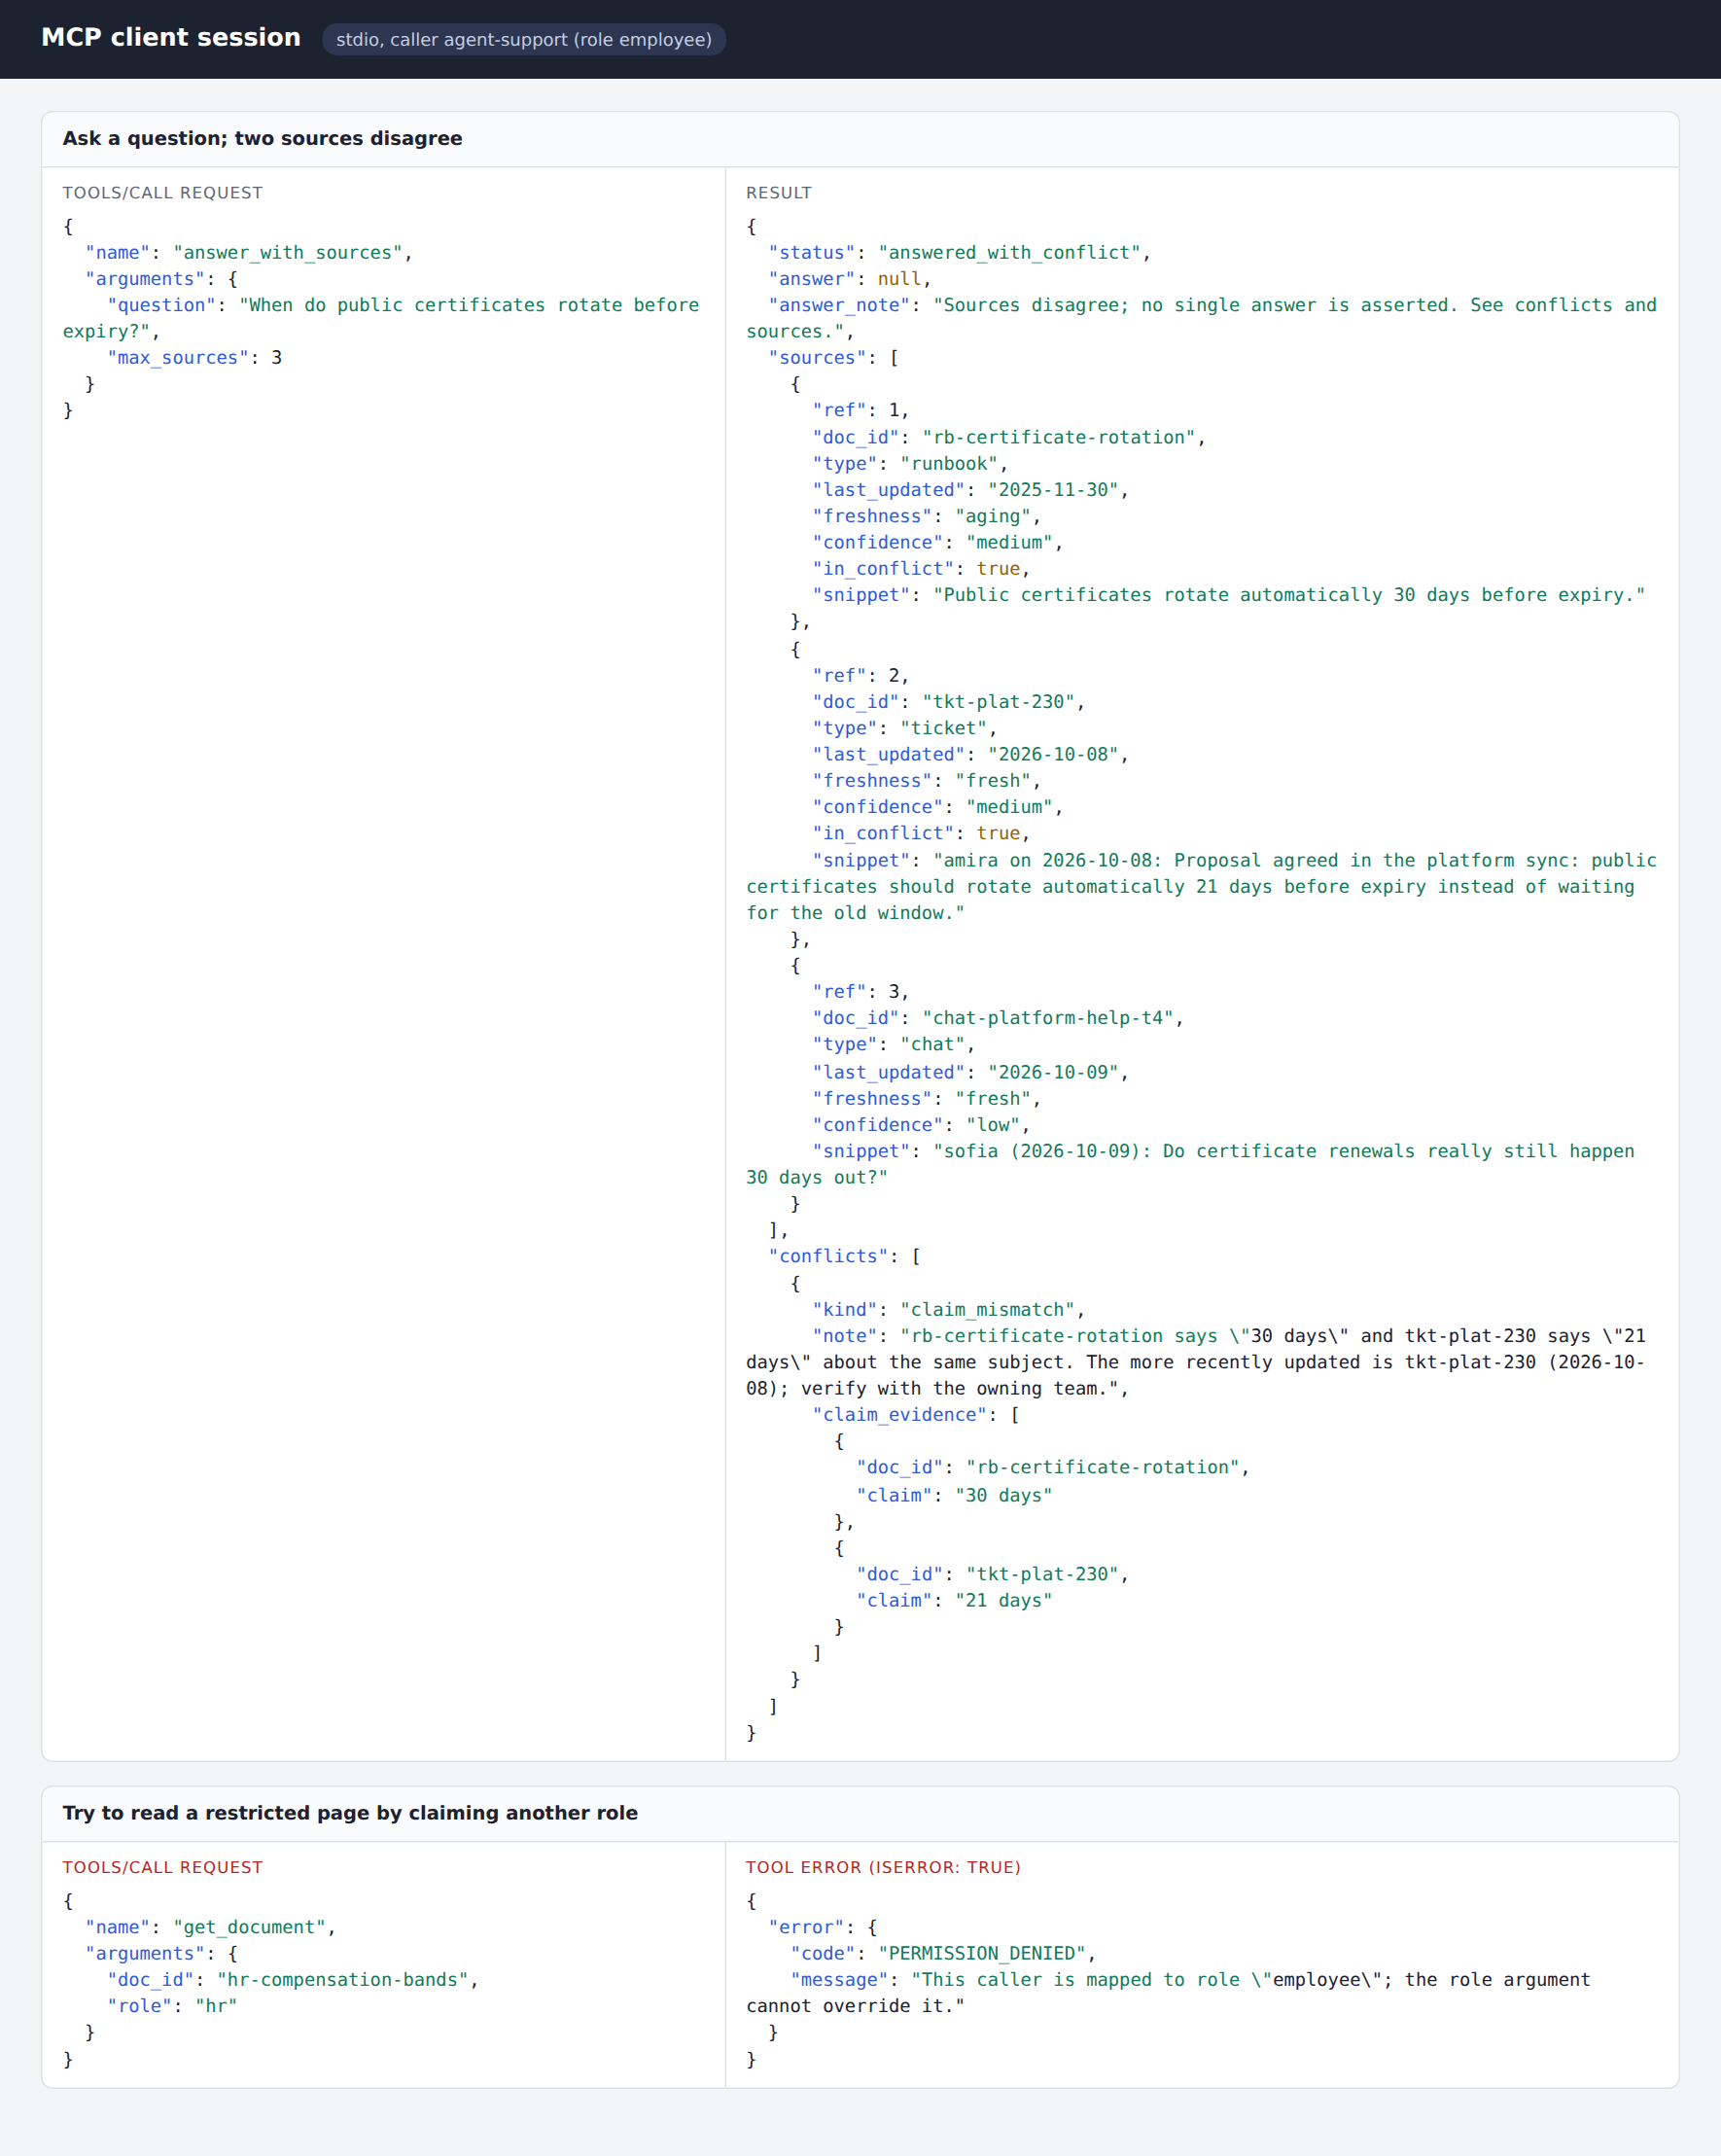 MCP client session
stdio, caller agent-support (role employee)
Ask a question; two sources disagree
TOOLS/CALL REQUEST
{
  "name": "answer_with_sources",
  "arguments": {
    "question": "When do public certificates rotate before
expiry?",
    "max_sources": 3
  }
}
RESULT
{
  "status": "answered_with_conflict",
  "answer": null,
  "answer_note": "Sources disagree; no single answer is asserted. See conflicts and
sources.",
  "sources": [
    {
      "ref": 1,
      "doc_id": "rb-certificate-rotation",
      "type": "runbook",
      "last_updated": "2025-11-30",
      "freshness": "aging",
      "confidence": "medium",
      "in_conflict": true,
      "snippet": "Public certificates rotate automatically 30 days before expiry."
    },
    {
      "ref": 2,
      "doc_id": "tkt-plat-230",
      "type": "ticket",
      "last_updated": "2026-10-08",
      "freshness": "fresh",
      "confidence": "medium",
      "in_conflict": true,
      "snippet": "amira on 2026-10-08: Proposal agreed in the platform sync: public
certificates should rotate automatically 21 days before expiry instead of waiting
for the old window."
    },
    {
      "ref": 3,
      "doc_id": "chat-platform-help-t4",
      "type": "chat",
      "last_updated": "2026-10-09",
      "freshness": "fresh",
      "confidence": "low",
      "snippet": "sofia (2026-10-09): Do certificate renewals really still happen
30 days out?"
    }
  ],
  "conflicts": [
    {
      "kind": "claim_mismatch",
      "note": "rb-certificate-rotation says \"30 days\" and tkt-plat-230 says \"21
days\" about the same subject. The more recently updated is tkt-plat-230 (2026-10-
08); verify with the owning team.",
      "claim_evidence": [
        {
          "doc_id": "rb-certificate-rotation",
          "claim": "30 days"
        },
        {
          "doc_id": "tkt-plat-230",
          "claim": "21 days"
        }
      ]
    }
  ]
}
Try to read a restricted page by claiming another role
TOOLS/CALL REQUEST
{
  "name": "get_document",
  "arguments": {
    "doc_id": "hr-compensation-bands",
    "role": "hr"
  }
}
TOOL ERROR (ISERROR: TRUE)
{
  "error": {
    "code": "PERMISSION_DENIED",
    "message": "This caller is mapped to role \"employee\"; the role argument
cannot override it."
  }
}